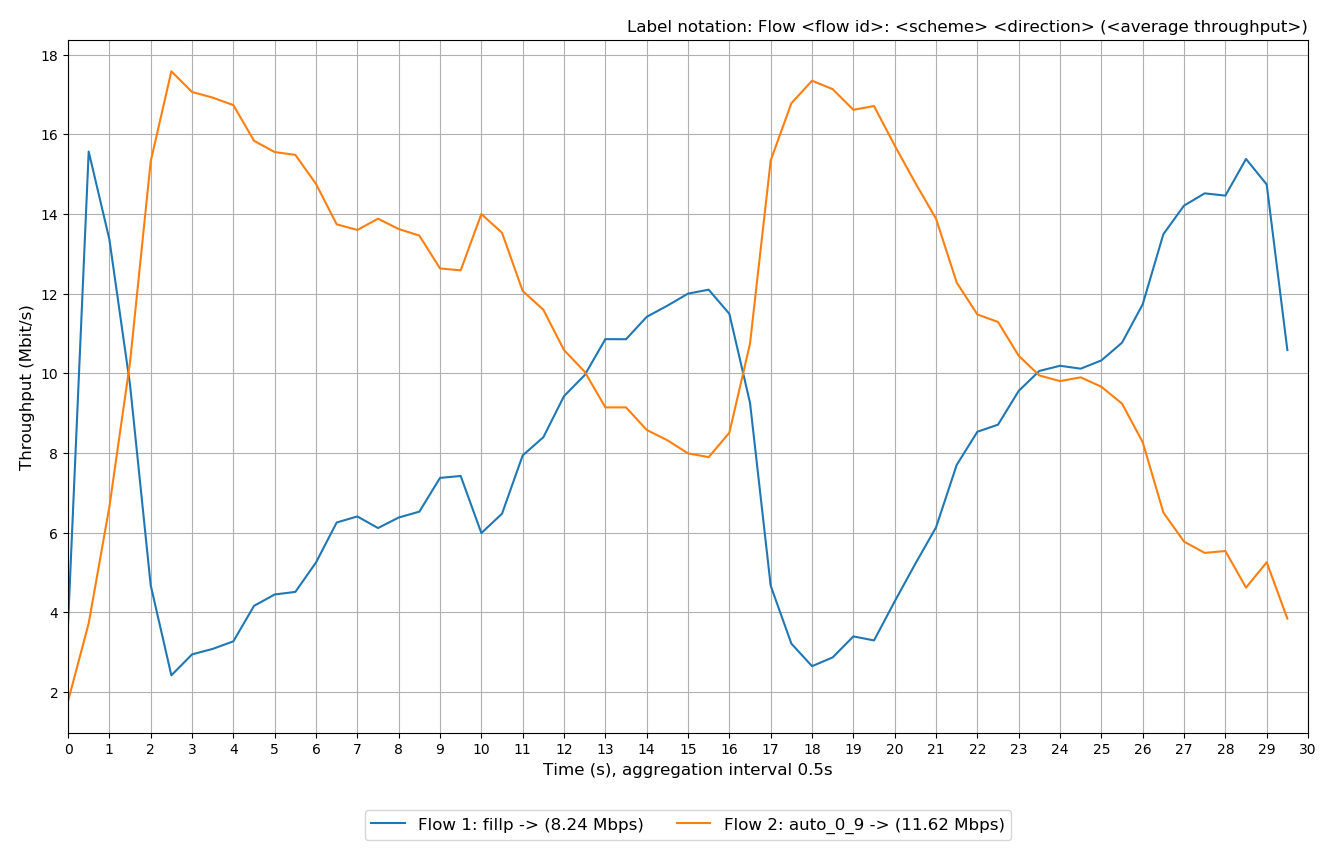 Label notation: Flow <flow id>: <scheme> <direction> (<average throughput>)
18
16
14
12
10
8
6
4
2
Throughput (Mbit/s)
0 1 2 3 4 5 6 7 8 9 10 11 12 13 14 15 16 17 18 19 20 21 22 23 24 25 26 27 28 29 30
Time (s), aggregation interval 0.5s
Flow 1: fillp -> (8.24 Mbps) Flow 2: auto_0_9 -> (11.62 Mbps)